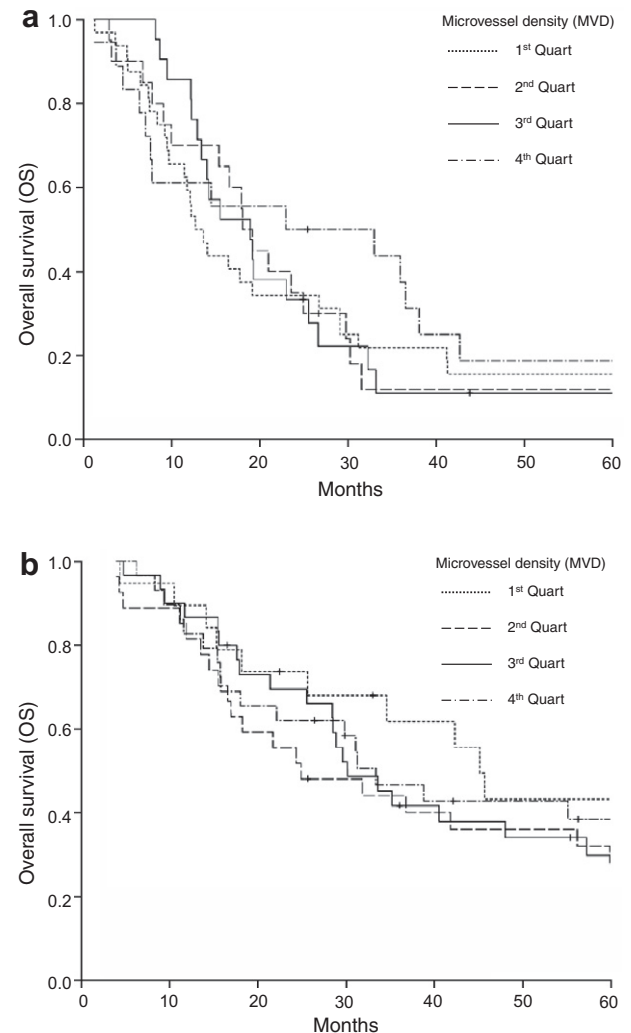 a
Microvessel density (MVD)
1st Quart
2nd Quart
3rd Quart
4th Quart
Overall survival (OS)
1.0
0.8
0.6
0.4
0.2
0.0
0 10 20 30 40 50 60
Months
b
Microvessel density (MVD)
1st Quart
2nd Quart
3rd Quart
4th Quart
Overall survival (OS)
1.0
0.8
0.6
0.4
0.2
0.0
0 10 20 30 40 50 60
Months